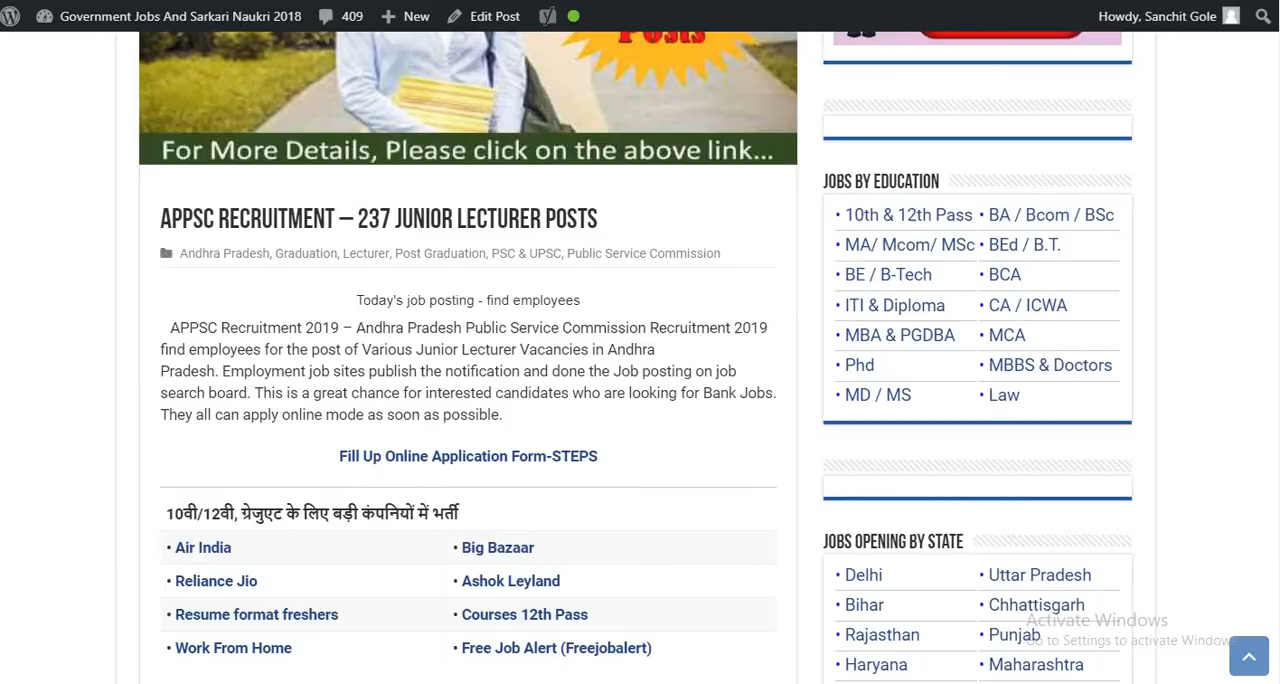 Government Jobs And Sarkari Naukri 2018 409 New Edit Post Howdy, Sanchit Gole
Posts
For More Details, Please click on the above link...
APPSC RECRUITMENT – 237 JUNIOR LECTURER POSTS
Andhra Pradesh, Graduation, Lecturer, Post Graduation, PSC & UPSC, Public Service Commission
Today's job posting - find employees
APPSC Recruitment 2019 – Andhra Pradesh Public Service Commission Recruitment 2019
find employees for the post of Various Junior Lecturer Vacancies in Andhra
Pradesh. Employment job sites publish the notification and done the Job posting on job
search board. This is a great chance for interested candidates who are looking for Bank Jobs.
They all can apply online mode as soon as possible.
Fill Up Online Application Form-STEPS
10वी/12वी, ग्रेजुएट के लिए बड़ी कंपनियों में भर्ती
• Air India • Big Bazaar
• Reliance Jio • Ashok Leyland
• Resume format freshers • Courses 12th Pass
• Work From Home • Free Job Alert (Freejobalert)
JOBS BY EDUCATION
• 10th & 12th Pass • BA / Bcom / BSc
• MA/ Mcom/ MSc • BEd / B.T.
• BE / B-Tech • BCA
• ITI & Diploma • CA / ICWA
• MBA & PGDBA • MCA
• Phd • MBBS & Doctors
• MD / MS • Law
JOBS OPENING BY STATE
• Delhi • Uttar Pradesh
• Bihar • Chhattisgarh
• Rajasthan • Punjab
• Haryana • Maharashtra
Activate Windows
Go to Settings to activate Windows.